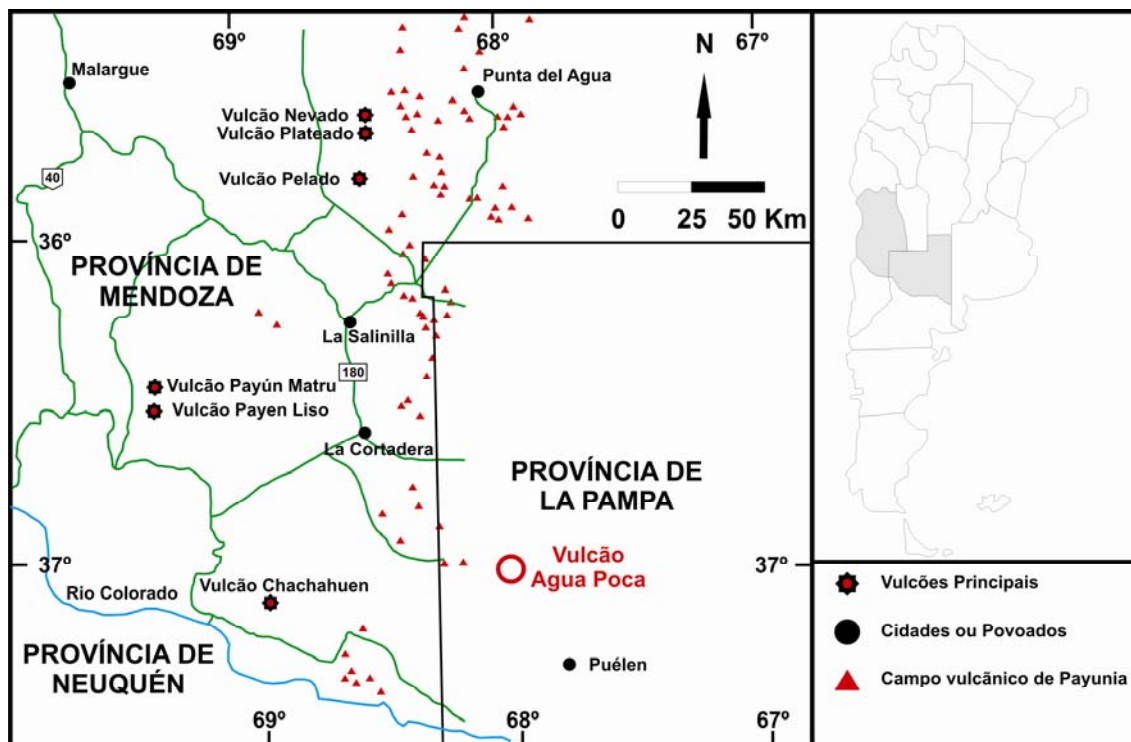 69º
68º
67º
Malargue
N
Punta del Agua
Vulcão Nevado
Vulcão Plateado
40
Vulcão Pelado
0 25 50 Km
36º
PROVÍNCIA DE
MENDOZA
La Salinilla
180
Vulcão Payún Matru
Vulcão Payen Liso
La Cortadera
PROVÍNCIA DE
LA PAMPA
Vulcão
Agua Poca
37º
37º
Vulcão Chachahuen
Rio Colorado
PROVÍNCIA DE
NEUQUÉN
Puélen
69º
68º
67º
Vulcões Principais
Cidades ou Povoados
Campo vulcãnico de Payunia